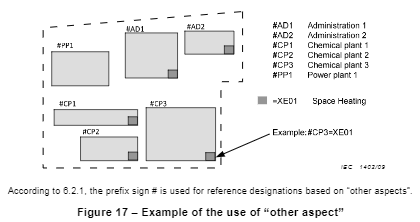 #AD1
#AD2
#PP1
#CP1
#CP3
#CP2
#AD1 Administration 1
#AD2 Administration 2
#CP1 Chemical plant 1
#CP2 Chemical plant 2
#CP3 Chemical plant 3
#PP1 Power plant 1
=XE01 Space Heating
Example:#CP3=XE01
IEC 1402/09
According to 6.2.1, the prefix sign # is used for reference designations based on “other aspects”.
Figure 17 – Example of the use of “other aspect”